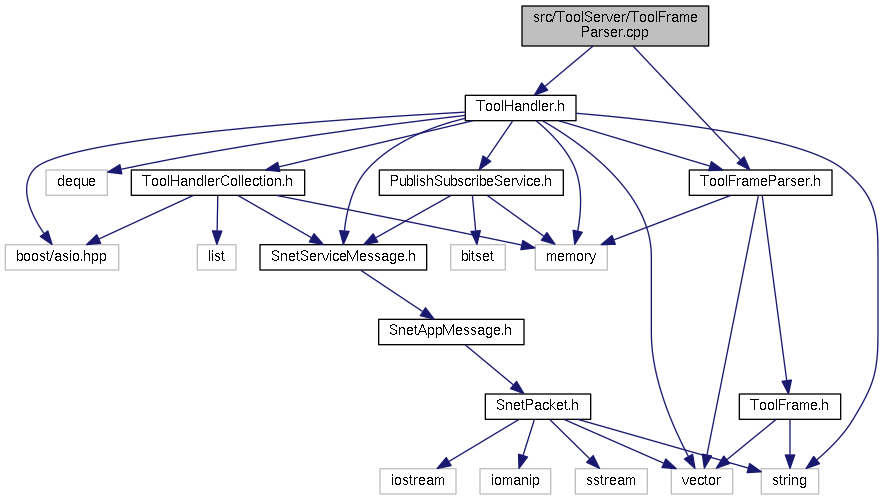 src/ToolServer/ToolFrame
Parser.cpp
ToolHandler.h
deque
ToolHandlerCollection.h
PublishSubscribeService.h
ToolFrameParser.h
boost/asio.hpp
list
SnetServiceMessage.h
bitset
memory
SnetAppMessage.h
SnetPacket.h
ToolFrame.h
iostream
iomanip
sstream
vector
string